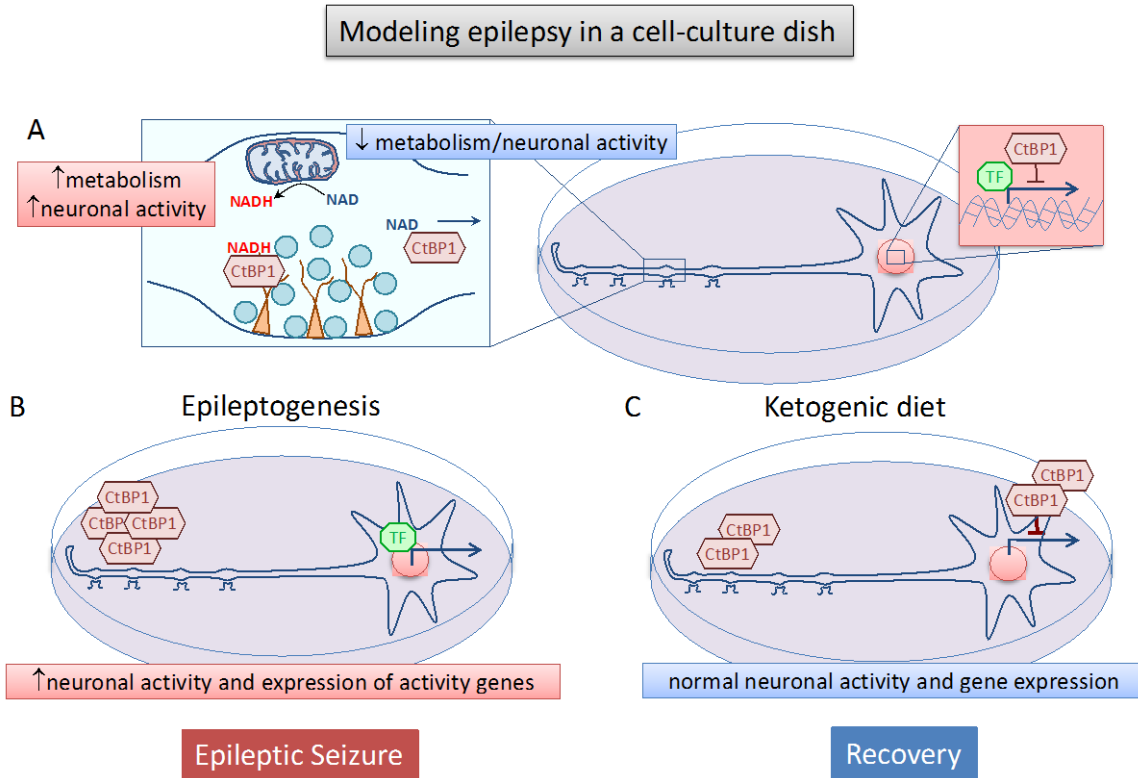 Modeling epilepsy in a cell-culture dish
A
↓ metabolism/neuronal activity
↑metabolism
↑neuronal activity
NADH
NAD
NAD
CtBP1
NADH
CtBP1
CtBP1
TF
B
Epileptogenesis
CtBP1
CtBP
CtBP1
CtBP1
TF
↑neuronal activity and expression of activity genes
Epileptic Seizure
C
Ketogenic diet
CtBP1
CtBP1
CtBP1
CtBP1
normal neuronal activity and gene expression
Recovery